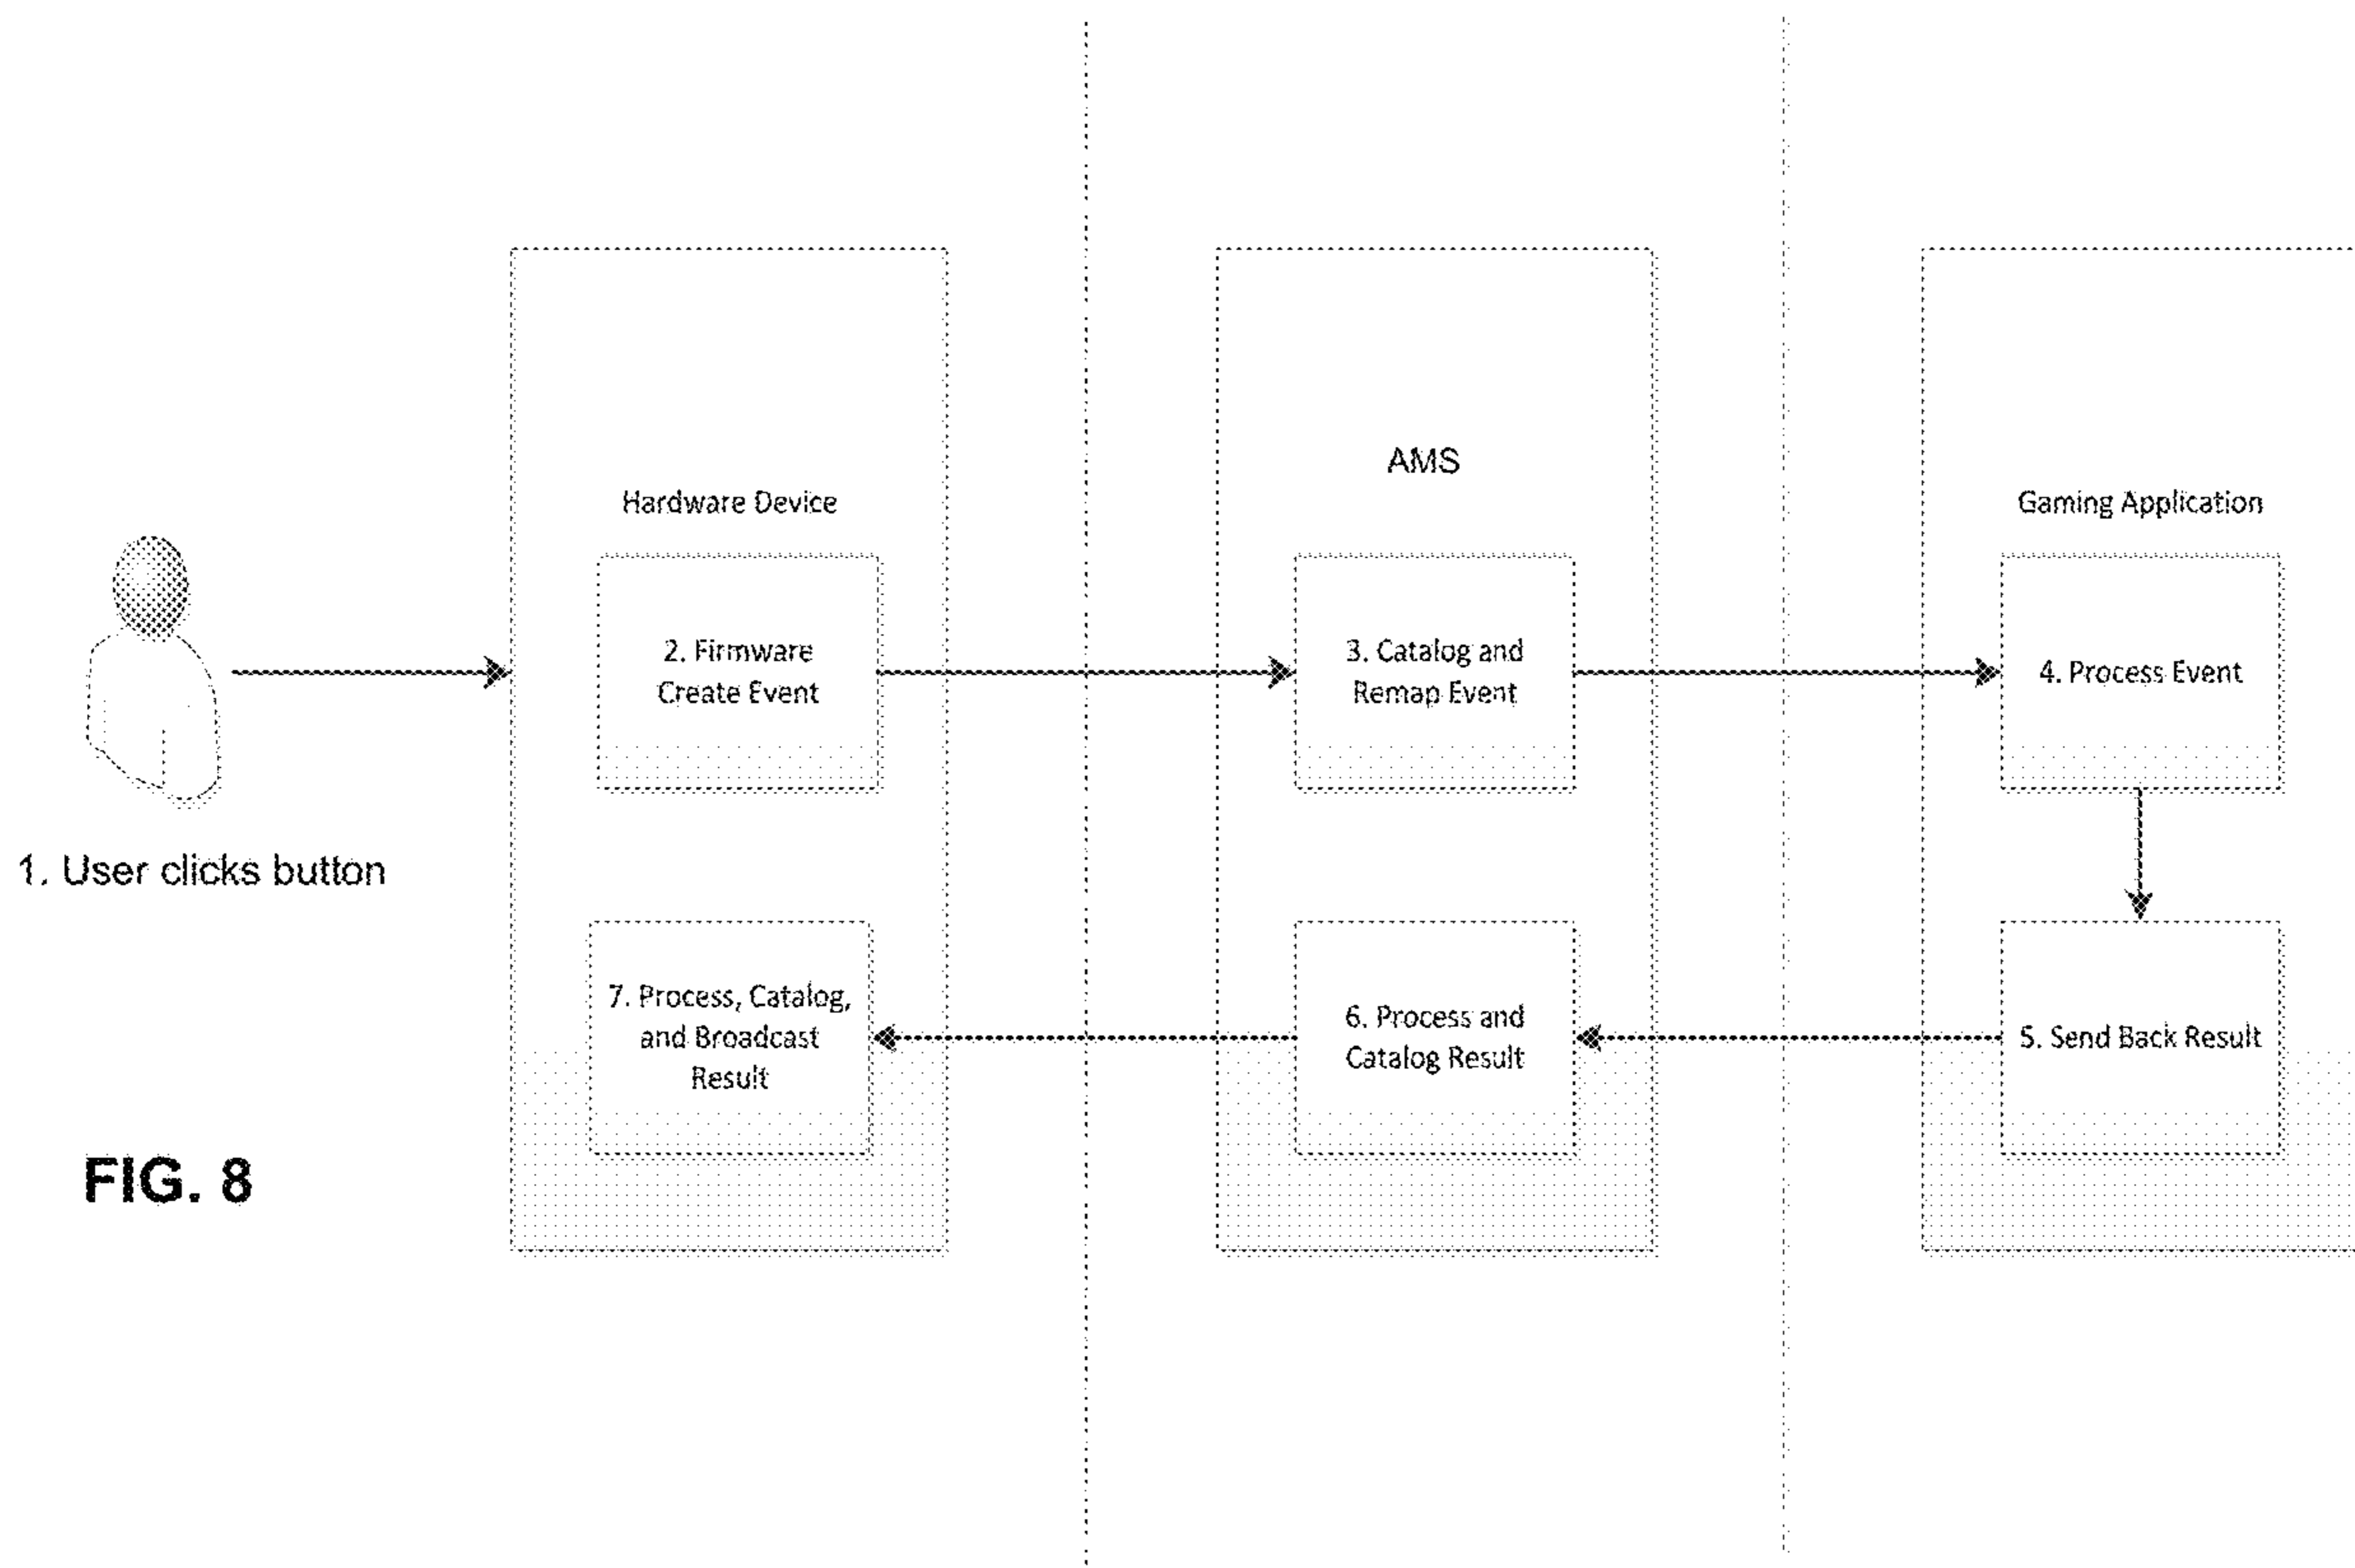 AMS
Hardware Device
Gaming Application
2. Firmware
Create Event
3. Catalog and
Remap Event
4. Process Event
1. User clicks button
7. Process, Catalog,
and Broadcast
Result
6. Process and
Catalog Result
5. Send Back Result
FIG. 8